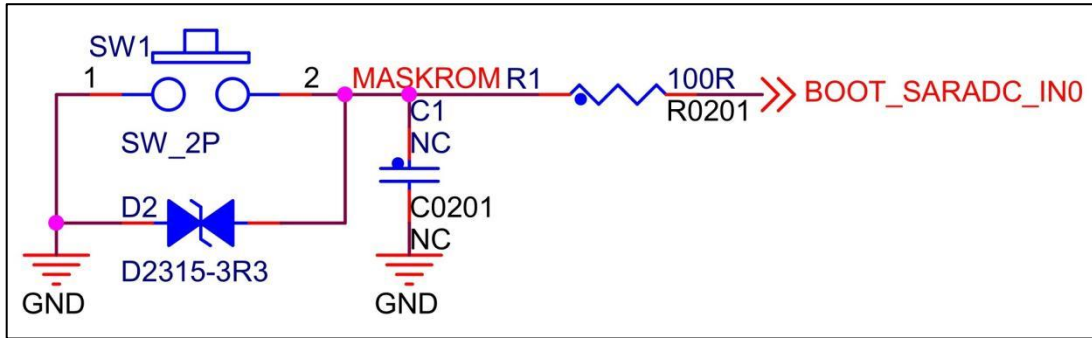 SW1
1
2
SW_2P
MASKROM
R1
100R
R0201
BOOT_SARADC_IN0
C1
NC
C0201
NC
D2
D2315-3R3
GND
GND